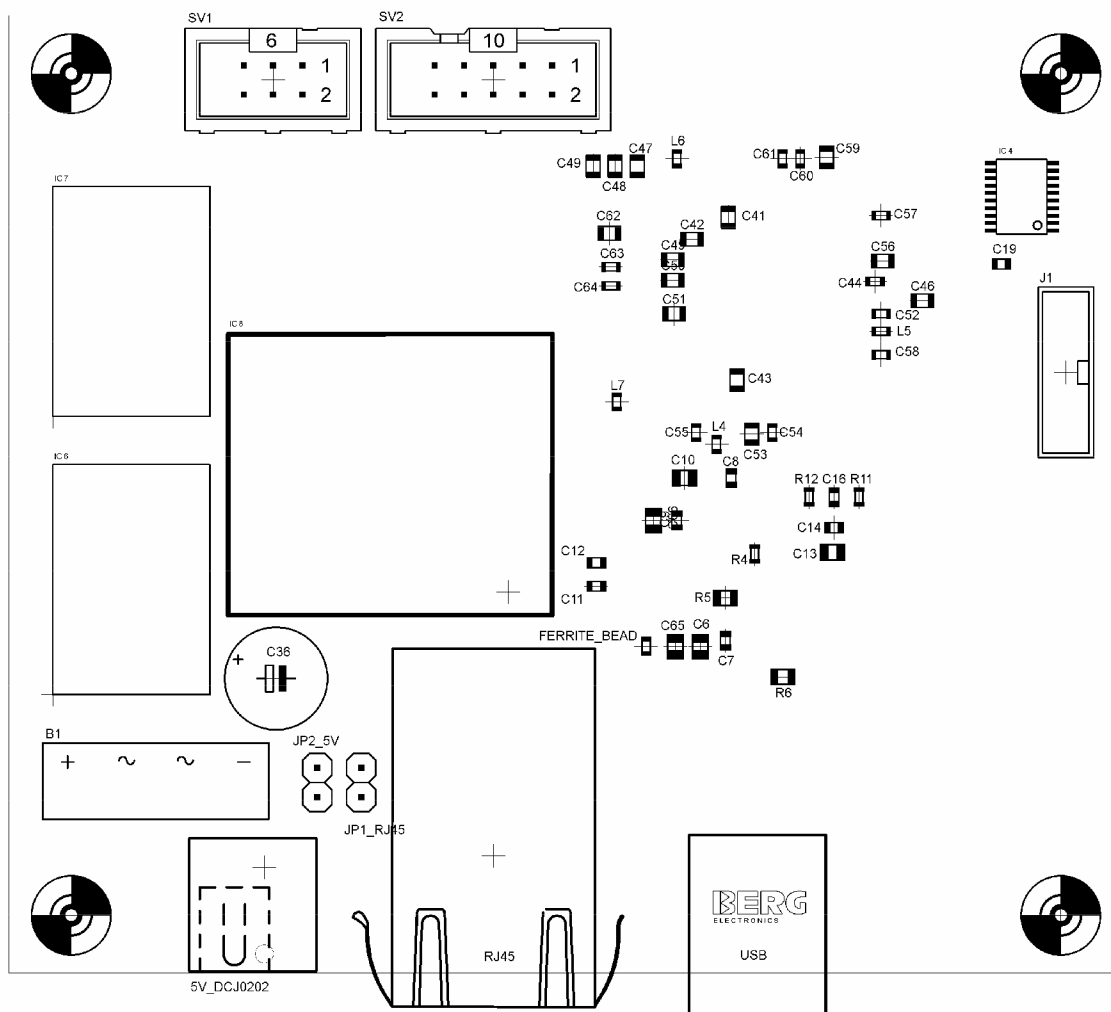 SV1
SV2
6
10
1
2
1
2
L6
C49
C48
C47
C61
C60
C59
IC4
IC7
C62
C42
C41
C57
C63
C56
C19
C64
C44
C46
J1
C51
C52
IC8
L5
C58
C43
L7
C55
L4
C53
C54
IC6
C10
C8
R12
C16
R11
C14
C12
R4
C13
C11
R5
FERRITE_BEAD
C65
C6
C7
C36
+
R6
B1
+
~
~
−
JP2_5V
JP1_RJ45
BERG
ELECTRONICS
RJ45
USB
5V_DCJ0202